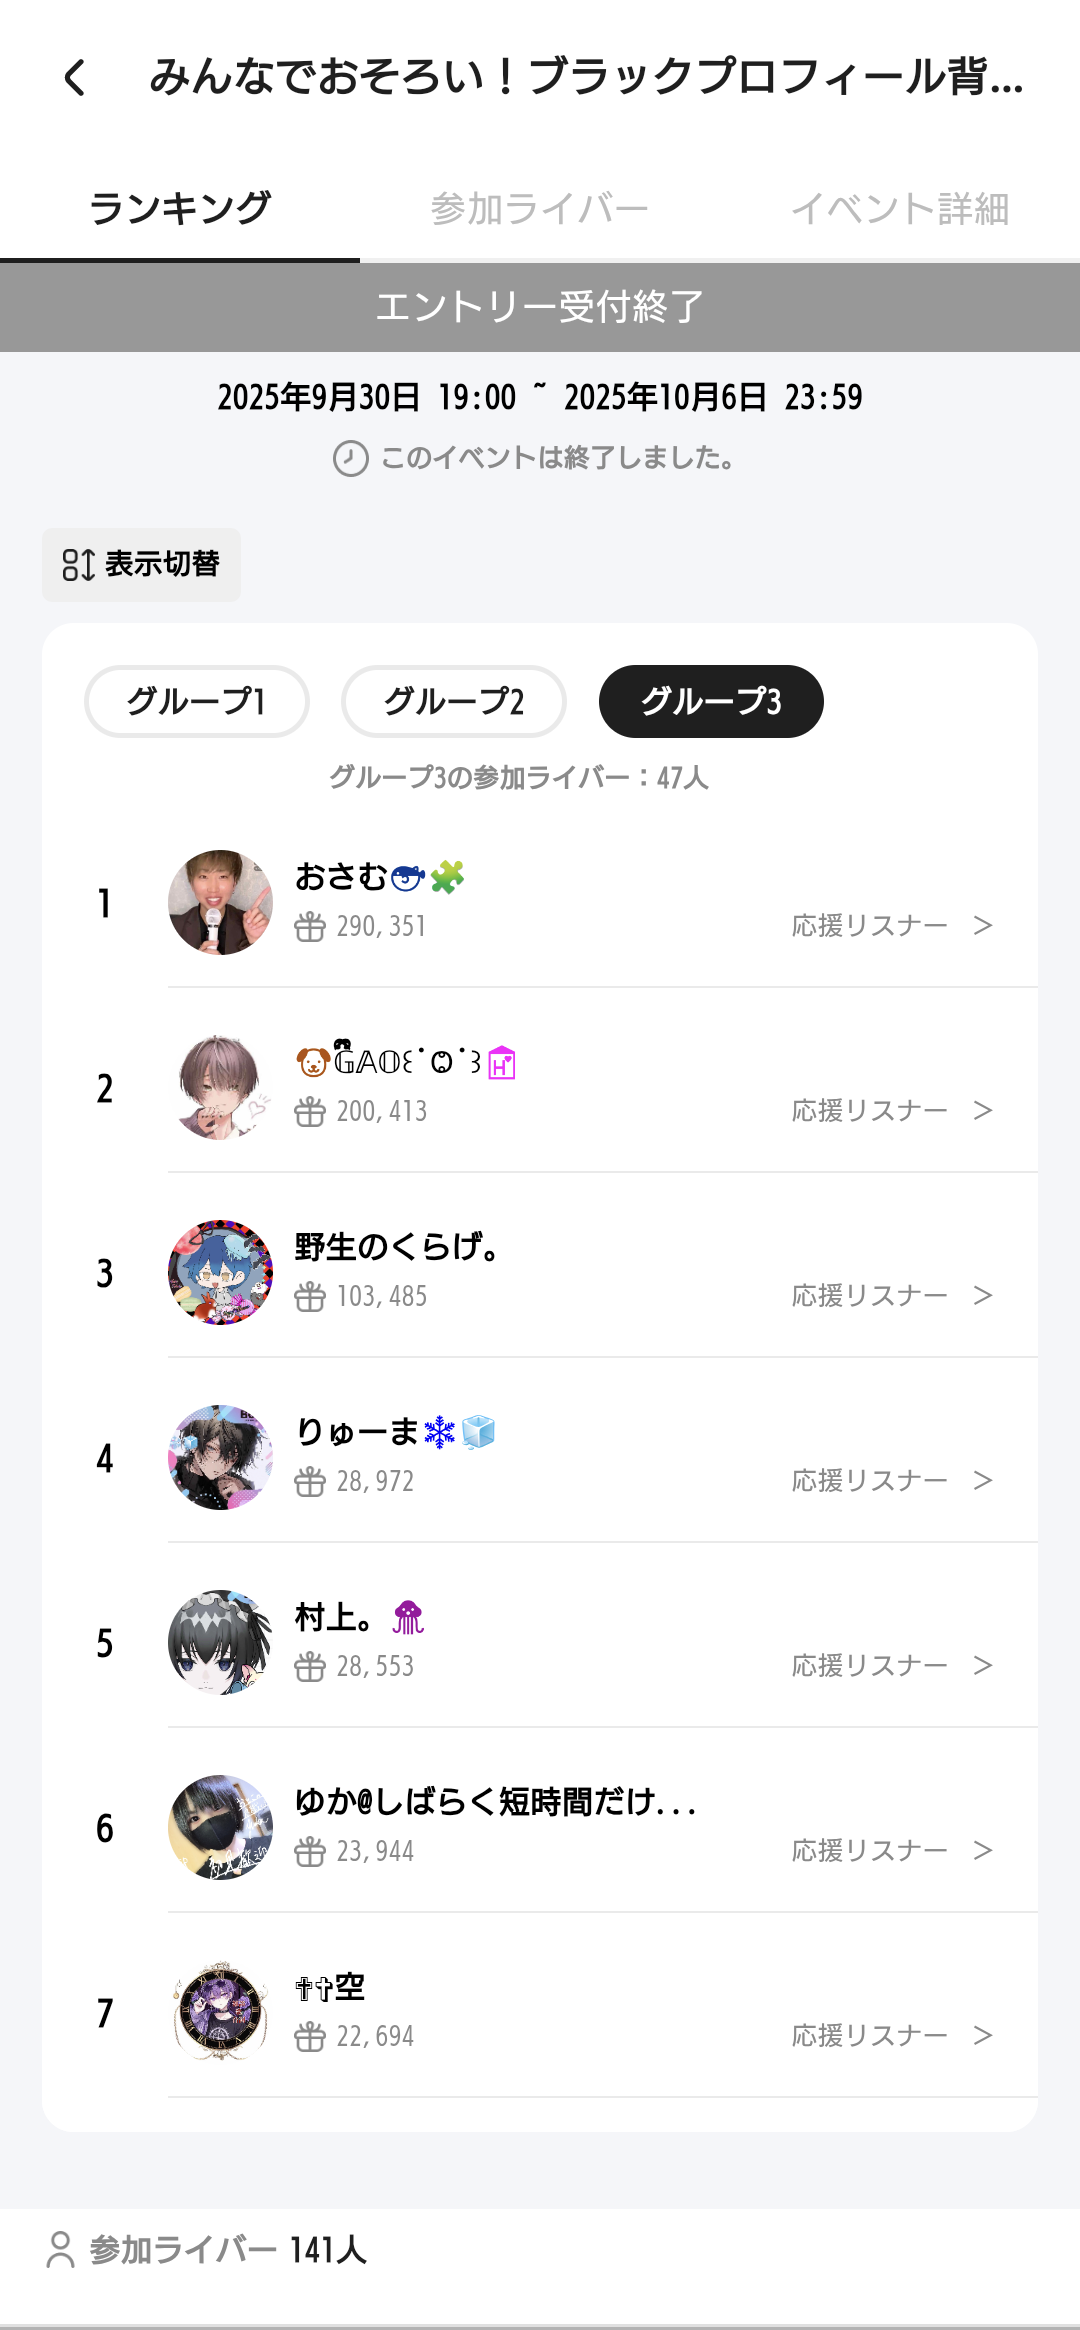 みんなでおそろい！ブラックプロフィール背...
ランキング 参加ライバー イベント詳細
エントリー受付終了
2025年9月30日 19:00 ~ 2025年10月6日 23:59
このイベントは終了しました。
表示切替
グループ1 グループ2 グループ3
グループ3の参加ライバー：47人
1
おさむ🐡🧩
290,351
応援リスナー >
2
🐶𝔾𝔸𝕆꒰˙ꙨꙨ˙꒱🏩
200,413
応援リスナー >
3
野生のくらげ。
103,485
応援リスナー >
4
りゅーま❄️🧊
28,972
応援リスナー >
5
村上。🪼
28,553
応援リスナー >
6
ゆか@しばらく短時間だけ...
23,944
応援リスナー >
7
✞✞空
22,694
応援リスナー >
参加ライバー 141人